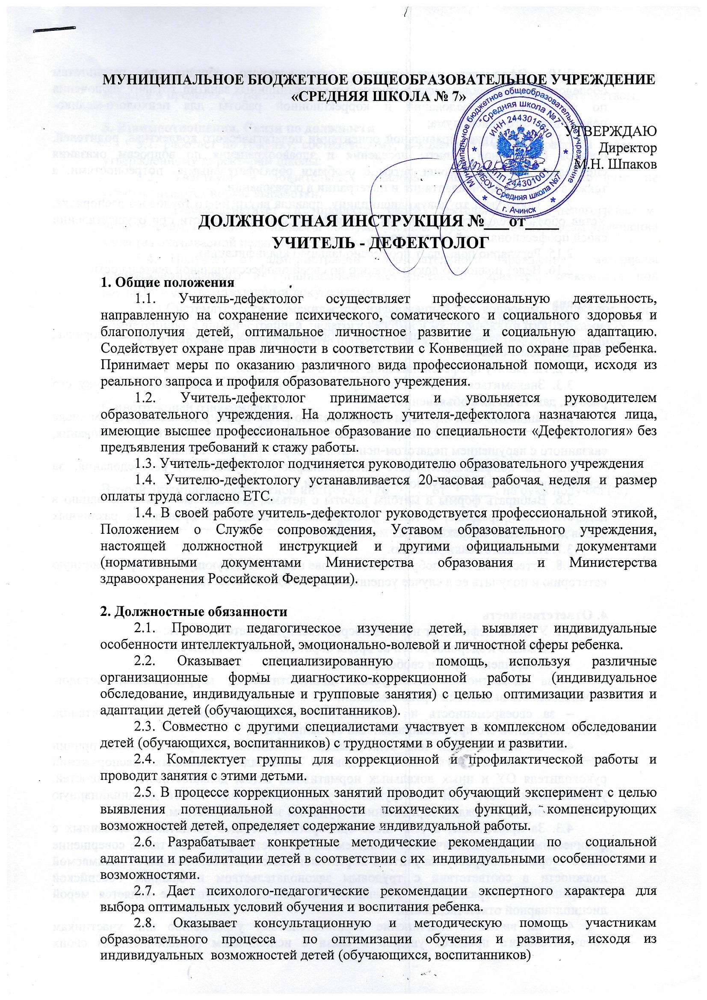 МУНИЦИПАЛЬНОЕ БЮДЖЕТНОЕ ОБЩЕОБРАЗОВАТЕЛЬНОЕ УЧРЕЖДЕНИЕ
«СРЕДНЯЯ ШКОЛА № 7»
Муниципальное бюджетное общеобразовательное учреждение
"Средняя школа №7"
ИНН 2443015610
КПП 244301001
МБОУ "Средняя школа №7"
г. Ачинск
УТВЕРЖДАЮ
Директор
М.Н. Шпаков
ДОЛЖНОСТНАЯ ИНСТРУКЦИЯ №___от____
УЧИТЕЛЬ - ДЕФЕКТОЛОГ
1. Общие положения
1.1. Учитель-дефектолог осуществляет профессиональную деятельность,
направленную на сохранение психического, соматического и социального здоровья и
благополучия детей, оптимальное личностное развитие и социальную адаптацию.
Содействует охране прав личности в соответствии с Конвенцией по охране прав ребенка.
Принимает меры по оказанию различного вида профессиональной помощи, исходя из
реального запроса и профиля образовательного учреждения.
1.2. Учитель-дефектолог принимается и увольняется руководителем
образовательного учреждения. На должность учителя-дефектолога назначаются лица,
имеющие высшее профессиональное образование по специальности «Дефектология» без
предъявления требований к стажу работы.
1.3. Учитель-дефектолог подчиняется руководителю образовательного учреждения
1.4. Учителю-дефектологу устанавливается 20-часовая рабочая неделя и размер
оплаты труда согласно ЕТС.
1.4. В своей работе учитель-дефектолог руководствуется профессиональной этикой,
Положением о Службе сопровождения, Уставом образовательного учреждения,
настоящей должностной инструкцией и другими официальными документами
(нормативными документами Министерства образования и Министерства
здравоохранения Российской Федерации).
2. Должностные обязанности
2.1. Проводит педагогическое изучение детей, выявляет индивидуальные
особенности интеллектуальной, эмоционально-волевой и личностной сферы ребенка.
2.2. Оказывает специализированную помощь, используя различные
организационные формы диагностико-коррекционной работы (индивидуальное
обследование, индивидуальные и групповые занятия) с целью оптимизации развития и
адаптации детей (обучающихся, воспитанников).
2.3. Совместно с другими специалистами участвует в комплексном обследовании
детей (обучающихся, воспитанников) с трудностями в обучении и развитии.
2.4. Комплектует группы для коррекционной и профилактической работы и
проводит занятия с этими детьми.
2.5. В процессе коррекционных занятий проводит обучающий эксперимент с целью
выявления потенциальной сохранности психических функций, компенсирующих
возможностей детей, определяет содержание индивидуальной работы.
2.6. Разрабатывает конкретные методические рекомендации по социальной
адаптации и реабилитации детей в соответствии с их индивидуальными особенностями и
возможностями.
2.7. Дает психолого-педагогические рекомендации экспертного характера для
выбора оптимальных условий обучения и воспитания ребенка.
2.8. Оказывает консультационную и методическую помощь участникам
образовательного процесса по оптимизации обучения и развития, исходя из
индивидуальных возможностей детей (обучающихся, воспитанников)